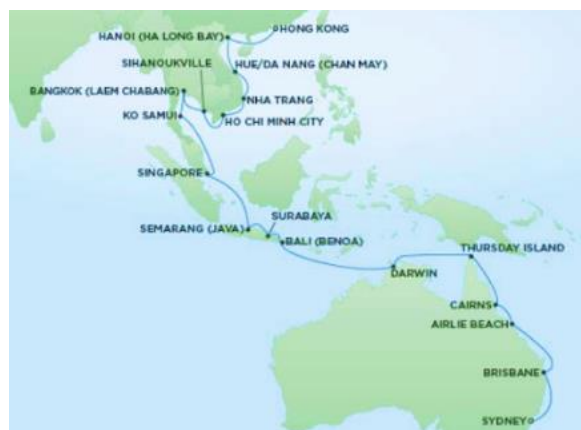 HONG KONG
HANOI (HA LONG BAY)
SIHANOUKVILLE
HUE/DA NANG (CHAN MAY)
BANGKOK (LAEM CHABANG)
NHA TRANG
KO SAMUI
HO CHI MINH CITY
SINGAPORE
SURABAYA
SEMARANG (JAVA)
BALI (BENOA)
THURSDAY ISLAND
DARWIN
CAIRNS
AIRLIE BEACH
BRISBANE
SYDNEY